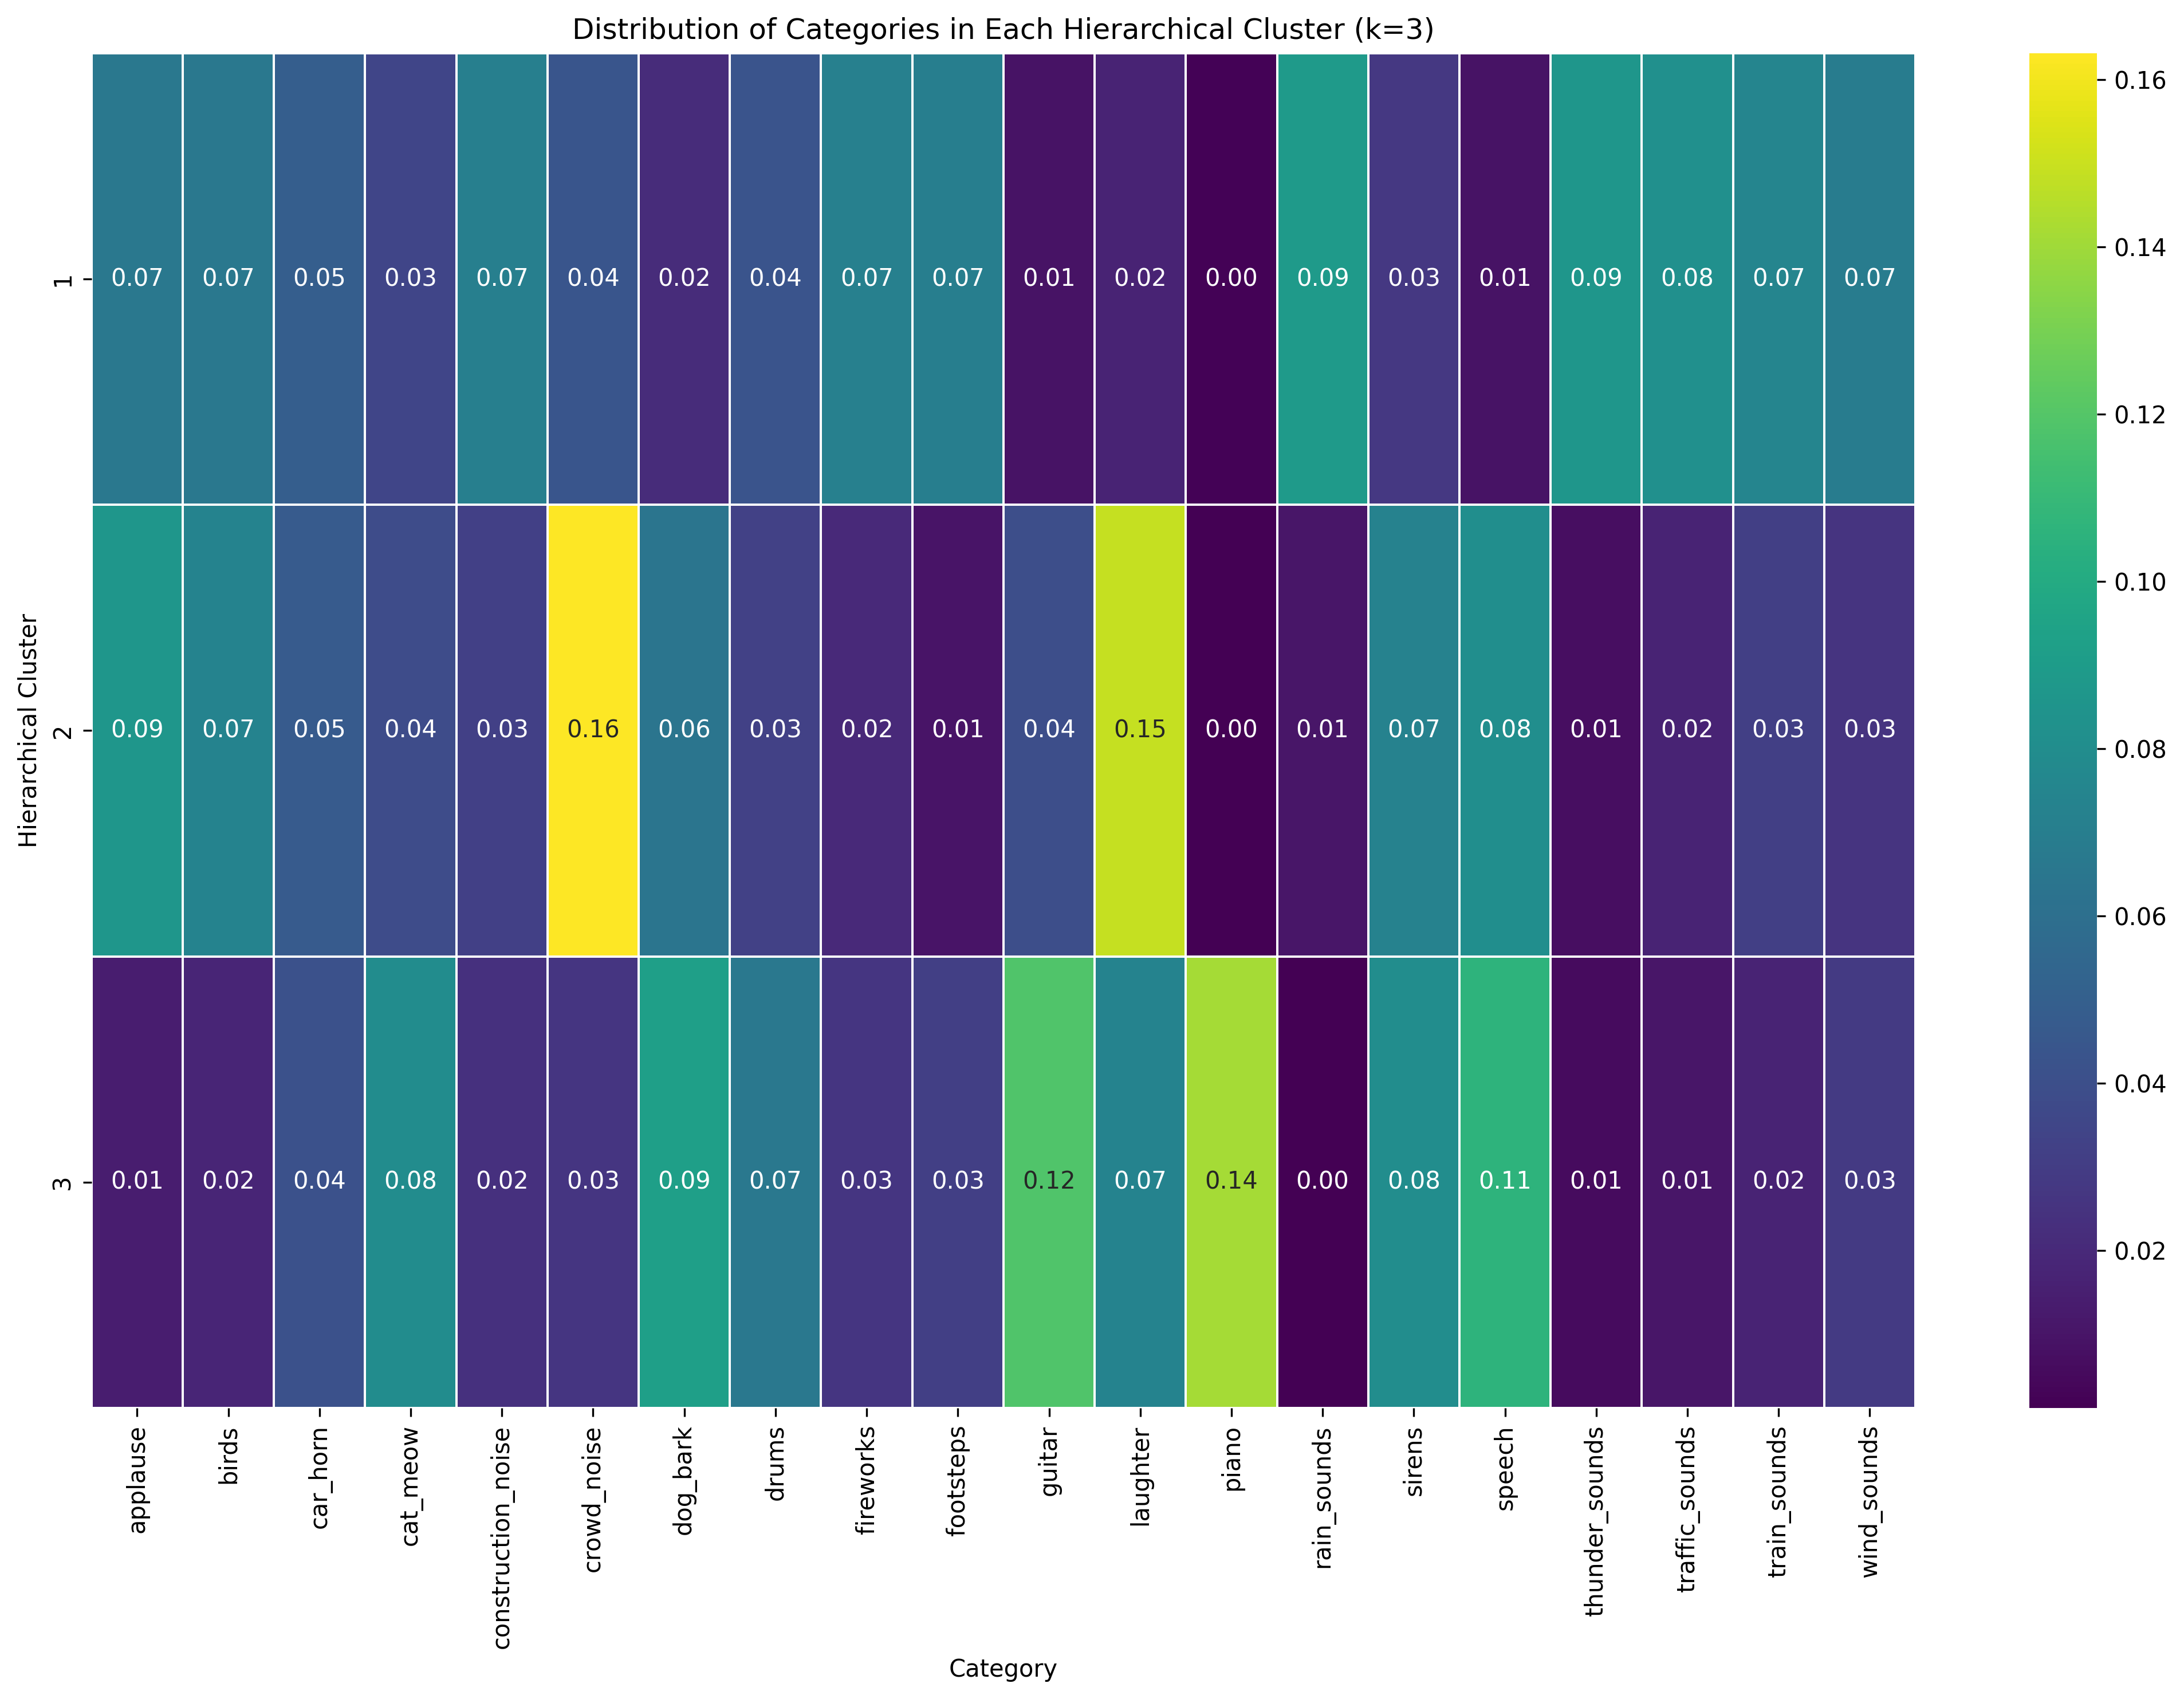 Distribution of Categories in Each Hierarchical Cluster (k=3)
Hierarchical Cluster
1
0.07 0.07 0.05 0.03 0.07 0.04 0.02 0.04 0.07 0.07 0.01 0.02 0.00 0.09 0.03 0.01 0.09 0.08 0.07 0.07
2
0.09 0.07 0.05 0.04 0.03 0.16 0.06 0.03 0.02 0.01 0.04 0.15 0.00 0.01 0.07 0.08 0.01 0.02 0.03 0.03
3
0.01 0.02 0.04 0.08 0.02 0.03 0.09 0.07 0.03 0.03 0.12 0.07 0.14 0.00 0.08 0.11 0.01 0.01 0.02 0.03
applause
birds
car_horn
cat_meow
construction_noise
crowd_noise
dog_bark
drums
fireworks
footsteps
guitar
laughter
piano
rain_sounds
sirens
speech
thunder_sounds
traffic_sounds
train_sounds
wind_sounds
Category
0.16
0.14
0.12
0.10
0.08
0.06
0.04
0.02